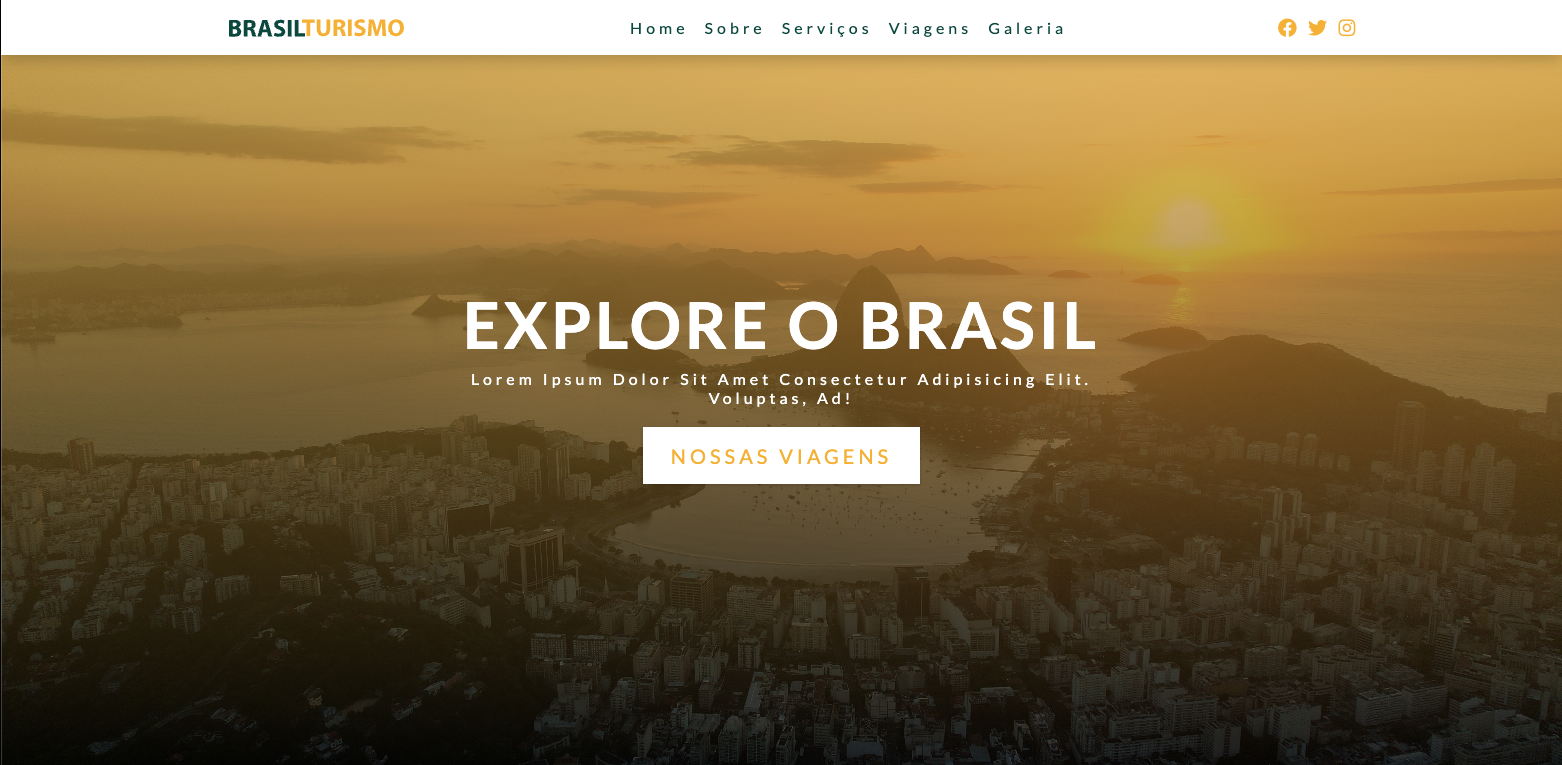 BRASILTURISMO
Home Sobre Serviços Viagens Galeria
EXPLORE O BRASIL
Lorem Ipsum Dolor Sit Amet Consectetur Adipisicing Elit.
Voluptas, Ad!
NOSSAS VIAGENS